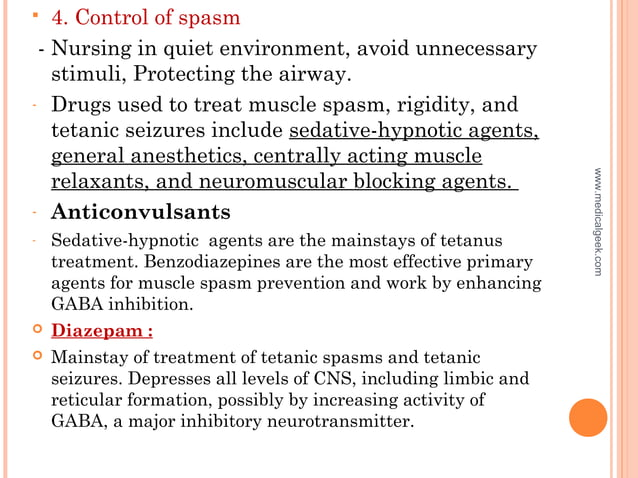 4. Control of spasm
- Nursing in quiet environment, avoid unnecessary
stimuli, Protecting the airway.
- Drugs used to treat muscle spasm, rigidity, and
tetanic seizures include sedative-hypnotic agents,
general anesthetics, centrally acting muscle
relaxants, and neuromuscular blocking agents.
- Anticonvulsants
- Sedative-hypnotic agents are the mainstays of tetanus
treatment. Benzodiazepines are the most effective primary
agents for muscle spasm prevention and work by enhancing
GABA inhibition.
Diazepam :
Mainstay of treatment of tetanic spasms and tetanic
seizures. Depresses all levels of CNS, including limbic and
reticular formation, possibly by increasing activity of
GABA, a major inhibitory neurotransmitter.
www.medicalgeek.com